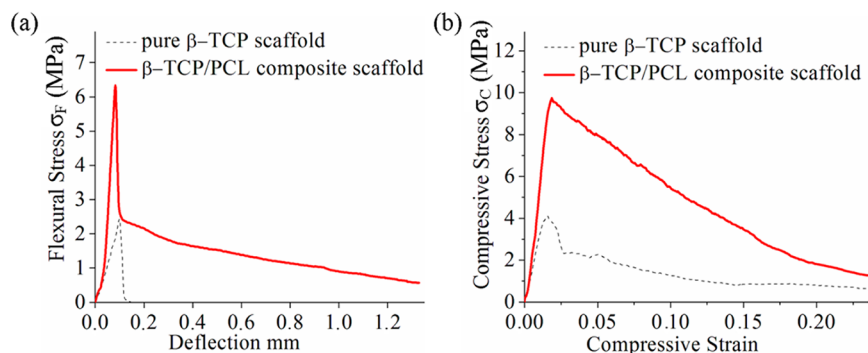 (a)
pure β–TCP scaffold
β–TCP/PCL composite scaffold
Flexural Stress σF (MPa)
7
6
5
4
3
2
1
0
0.0 0.2 0.4 0.6 0.8 1.0 1.2
Deflection mm
(b)
pure β–TCP scaffold
β–TCP/PCL composite scaffold
Compressive Stress σC (MPa)
12
10
8
6
4
2
0
0.00 0.05 0.10 0.15 0.20
Compressive Strain